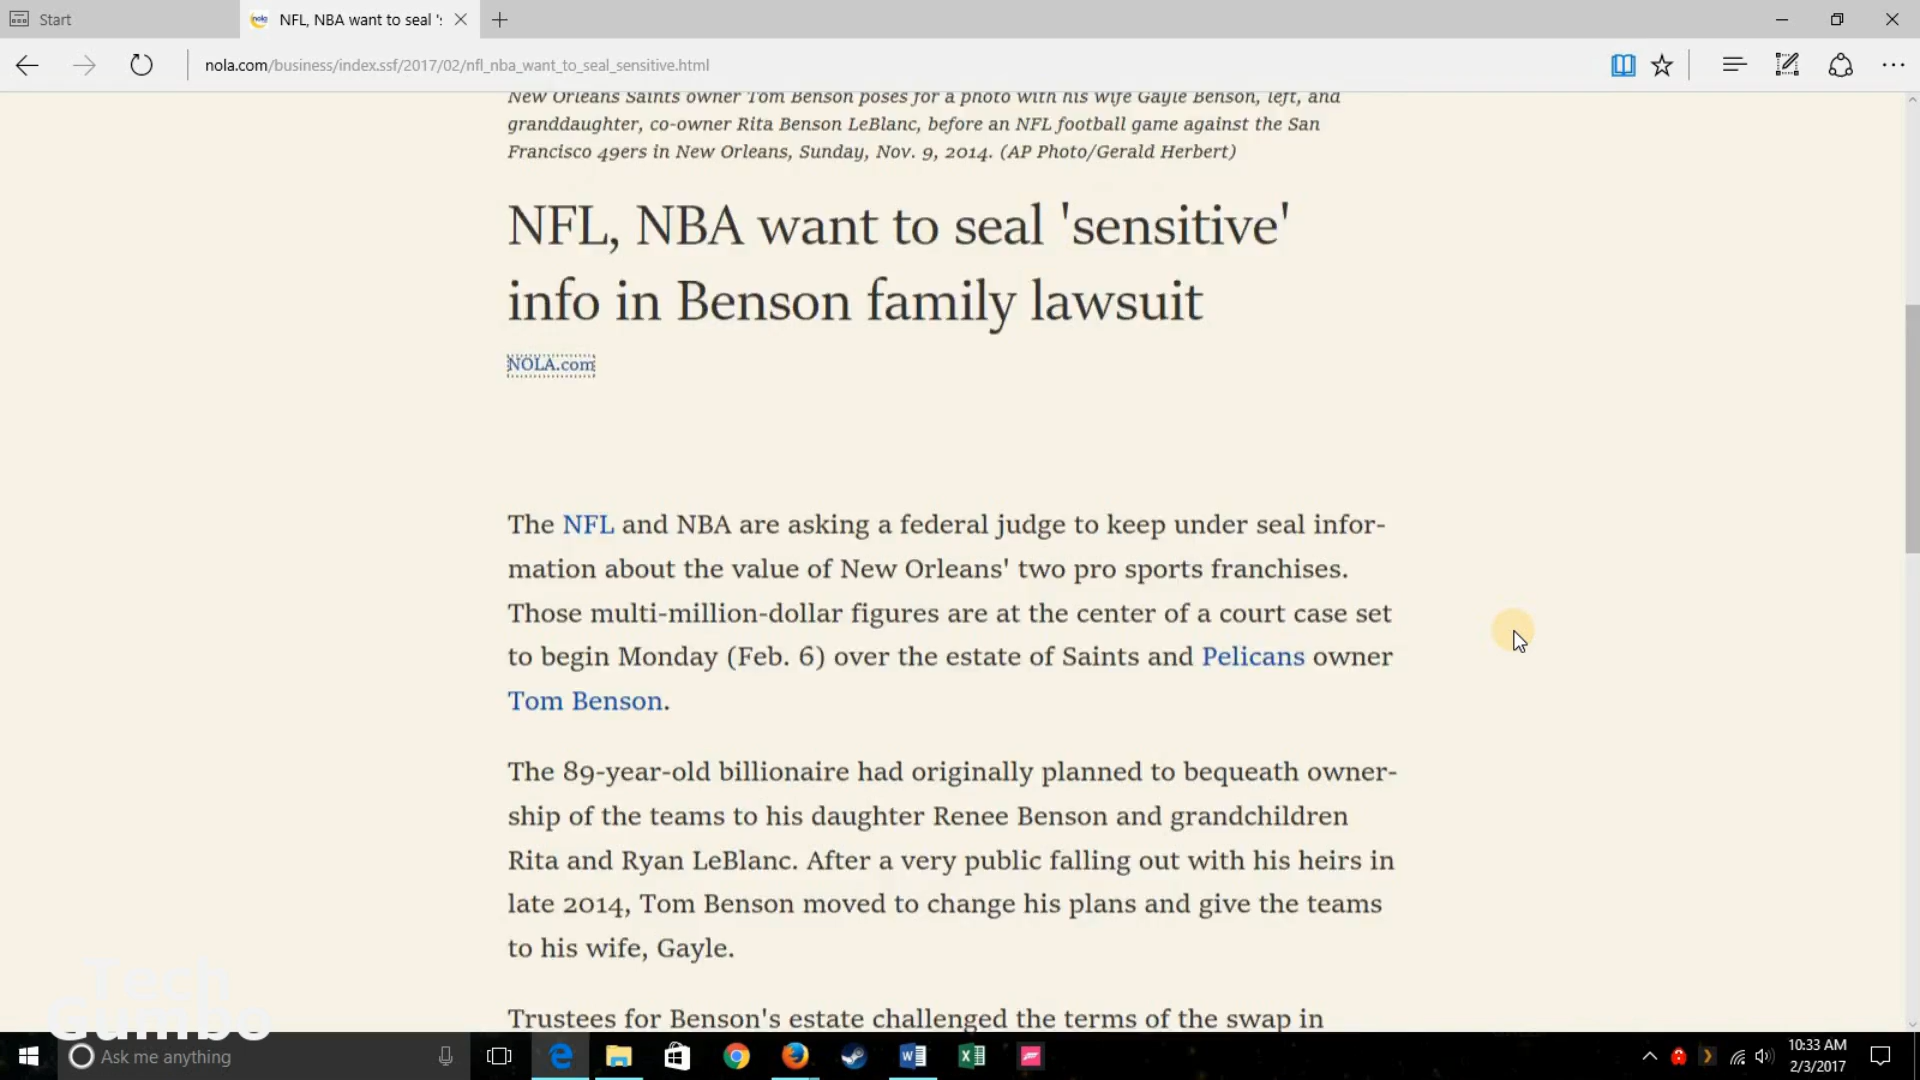 Start
NFL, NBA want to seal 's
nola.com/business/index.ssf/2017/02/nfl_nba_want_to_seal_sensitive.html
New Orleans Saints owner Tom Benson poses for a photo with his wife Gayle Benson, left, and
granddaughter, co-owner Rita Benson LeBlanc, before an NFL football game against the San
Francisco 49ers in New Orleans, Sunday, Nov. 9, 2014. (AP Photo/Gerald Herbert)
NFL, NBA want to seal 'sensitive'
info in Benson family lawsuit
NOLA.com
The NFL and NBA are asking a federal judge to keep under seal infor-
mation about the value of New Orleans' two pro sports franchises.
Those multi-million-dollar figures are at the center of a court case set
to begin Monday (Feb. 6) over the estate of Saints and Pelicans owner
Tom Benson.
The 89-year-old billionaire had originally planned to bequeath owner-
ship of the teams to his daughter Renee Benson and grandchildren
Rita and Ryan LeBlanc. After a very public falling out with his heirs in
late 2014, Tom Benson moved to change his plans and give the teams
to his wife, Gayle.
Trustees for Benson's estate challenged the terms of the swap in
Tech
Gumbo
Ask me anything
10:33 AM
2/3/2017